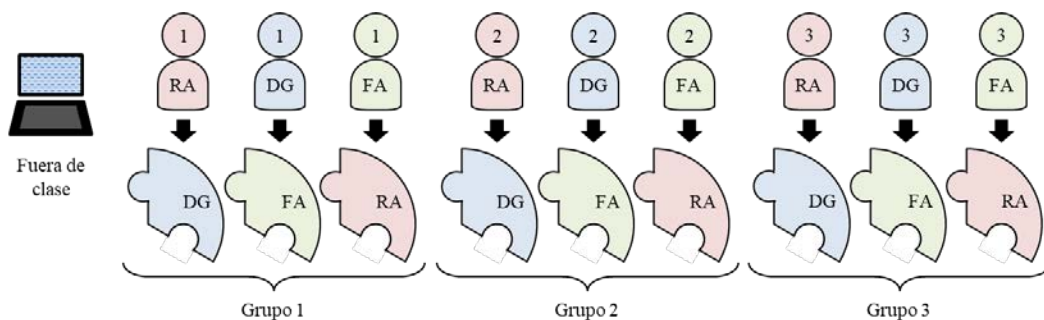 1 1 1 2 2 2 3 3 3
RA DG FA RA DG FA RA DG FA
Fuera de
clase
DG FA RA DG FA RA DG FA RA
Grupo 1 Grupo 2 Grupo 3